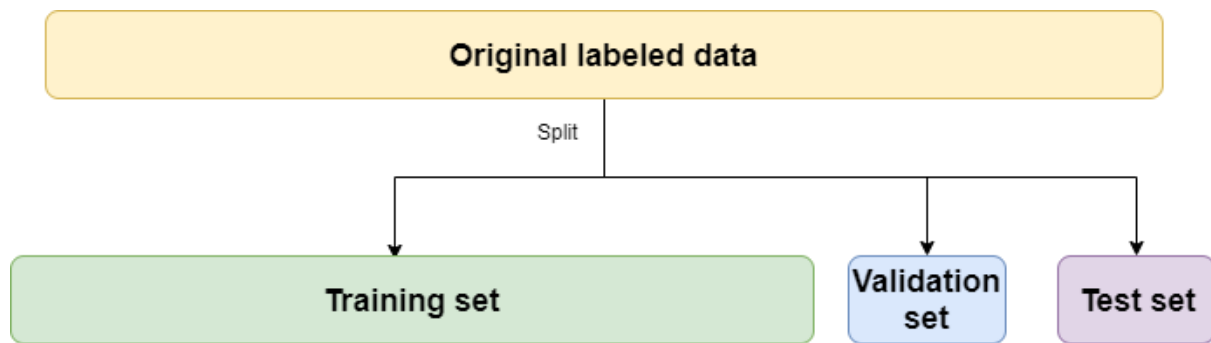 Original labeled data
Split
Training set
Validation
set
Test set